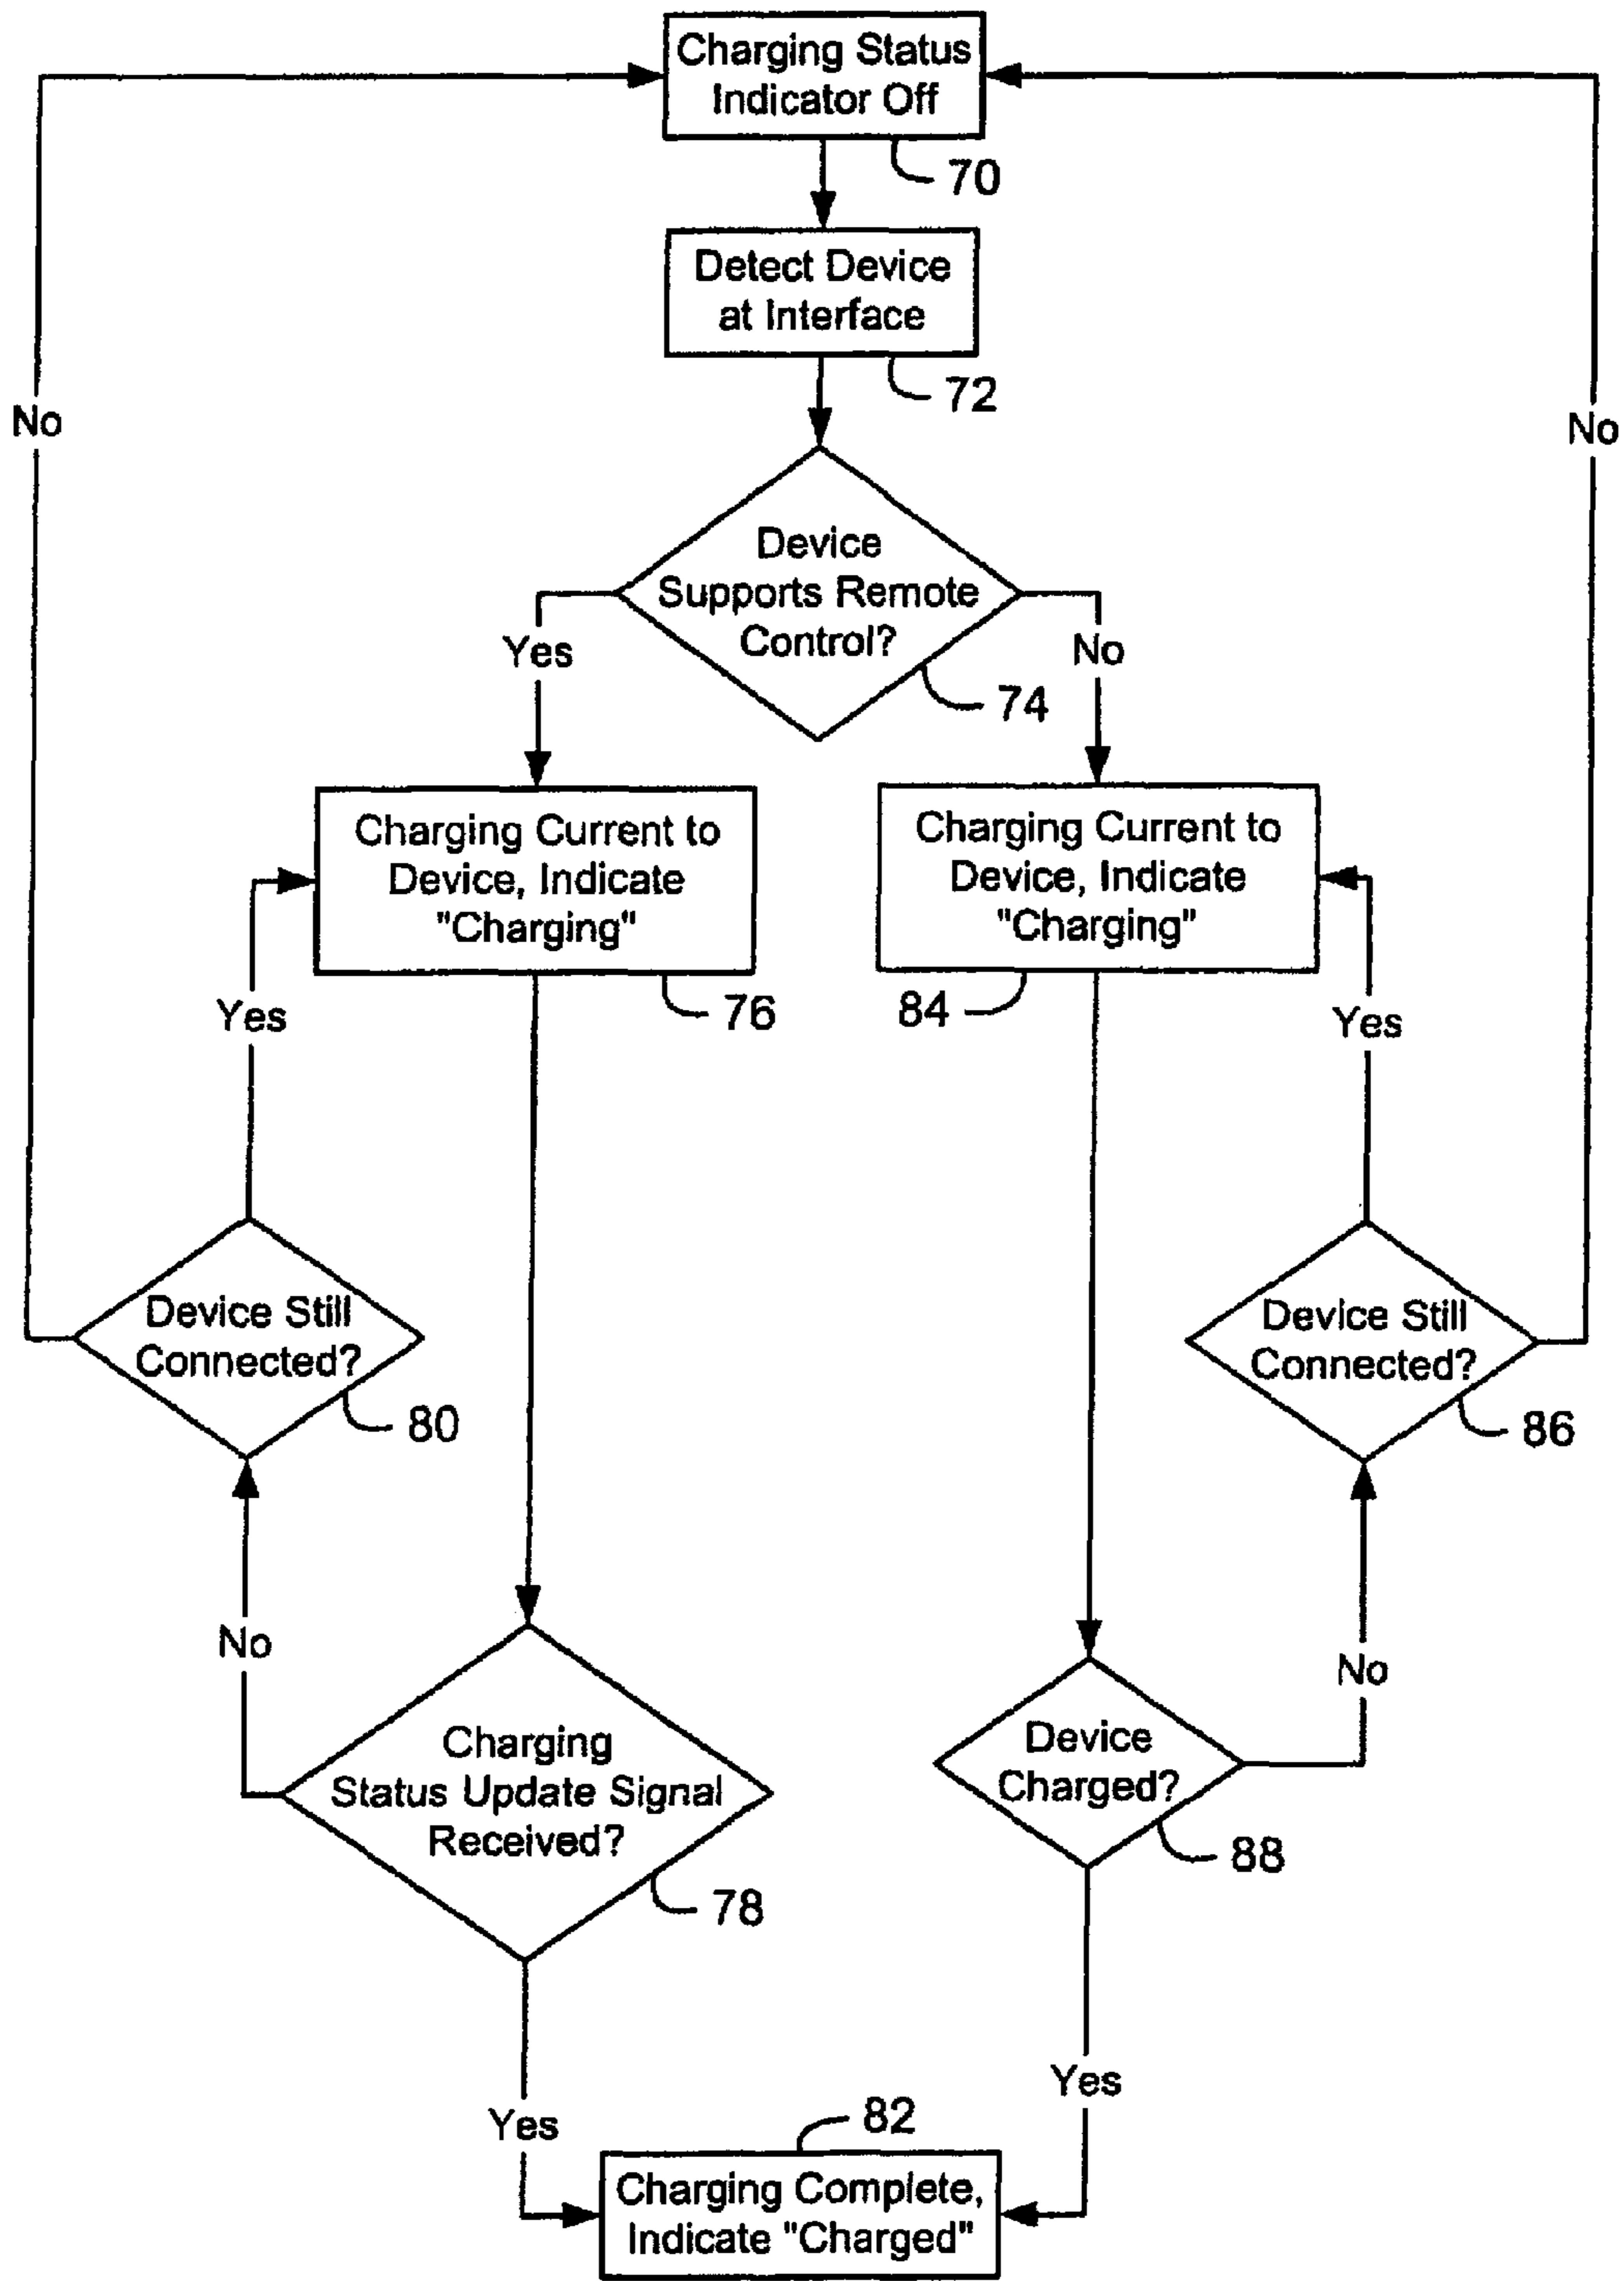 Charging Status
Indicator Off
70
Detect Device
at Interface
72
No
No
Device
Supports Remote
Control?
74
Yes
No
Charging Current to
Device, Indicate
"Charging"
76
Charging Current to
Device, Indicate
"Charging"
84
Yes
Yes
Device Still
Connected?
80
Device Still
Connected?
86
No
No
Charging
Status Update Signal
Received?
78
Device
Charged?
88
Yes
Yes
82
Charging Complete,
Indicate "Charged"